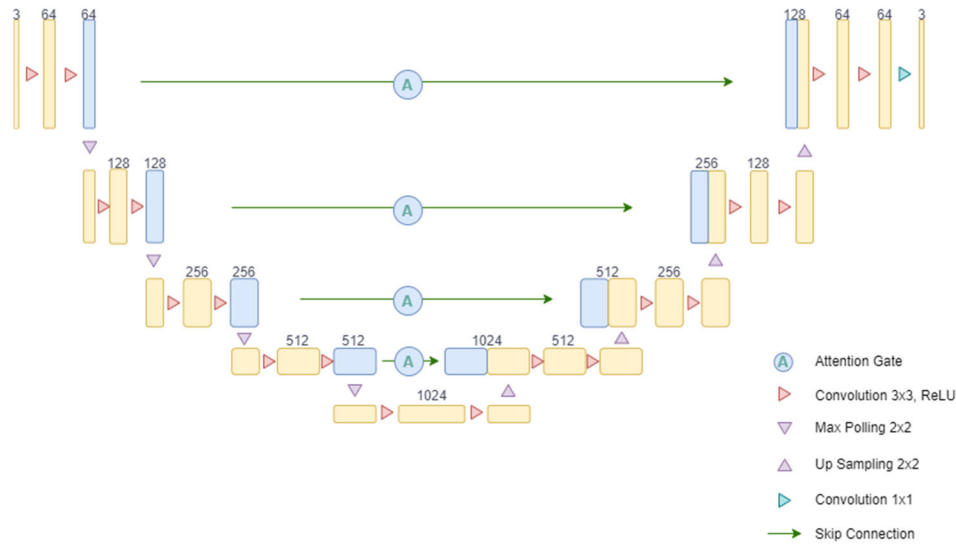 3 64 64 128 64 64 3
A
128 128 256 128
A
256 256 512 256
A
512 512 1024 512
A
1024
A Attention Gate
Convolution 3x3, ReLU
Max Polling 2x2
Up Sampling 2x2
Convolution 1x1
Skip Connection